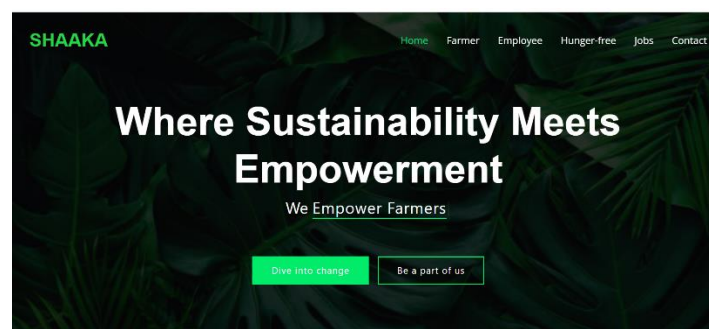 SHAAKA
Home Farmer Employee Hunger-free Jobs Contact
Where Sustainability Meets
Empowerment
We Empower Farmers
Dive into change Be a part of us